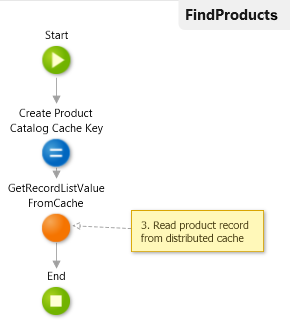 FindProducts
Start
Create Product
Catalog Cache Key
GetRecordListValue
FromCache
3. Read product record
from distributed cache
End